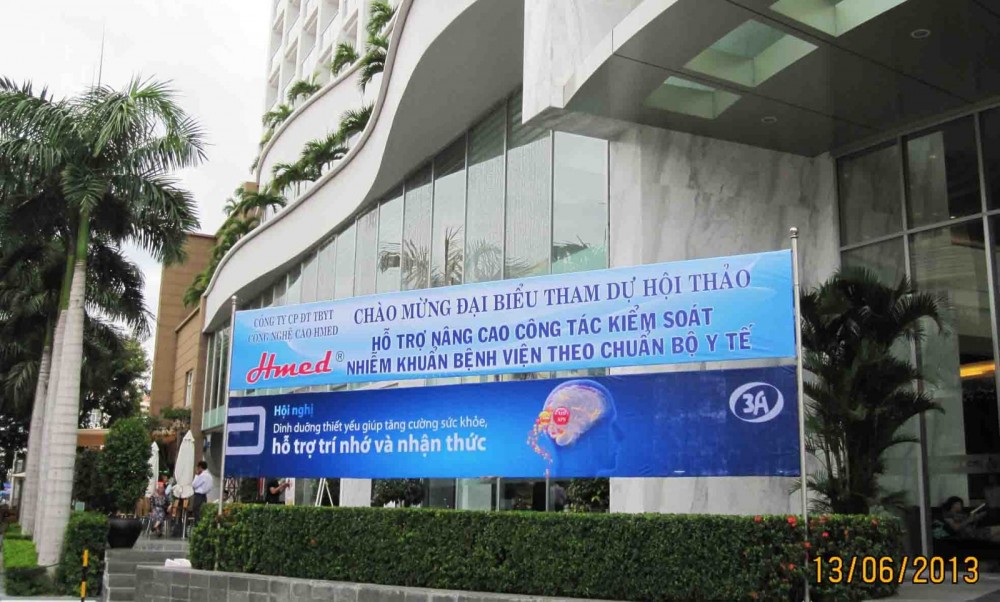 CÔNG TY CP ĐT TBYT
CÔNG NGHỆ CAO HMED
Hmed ®
CHÀO MỪNG ĐẠI BIỂU THAM DỰ HỘI THẢO
HỖ TRỢ NÂNG CAO CÔNG TÁC KIỂM SOÁT
NHIỄM KHUẨN BỆNH VIỆN THEO CHUẨN BỘ Y TẾ
Hội nghị
Dinh dưỡng thiết yếu giúp tăng cường sức khỏe,
hỗ trợ trí nhớ và nhận thức
3A
13/06/2013